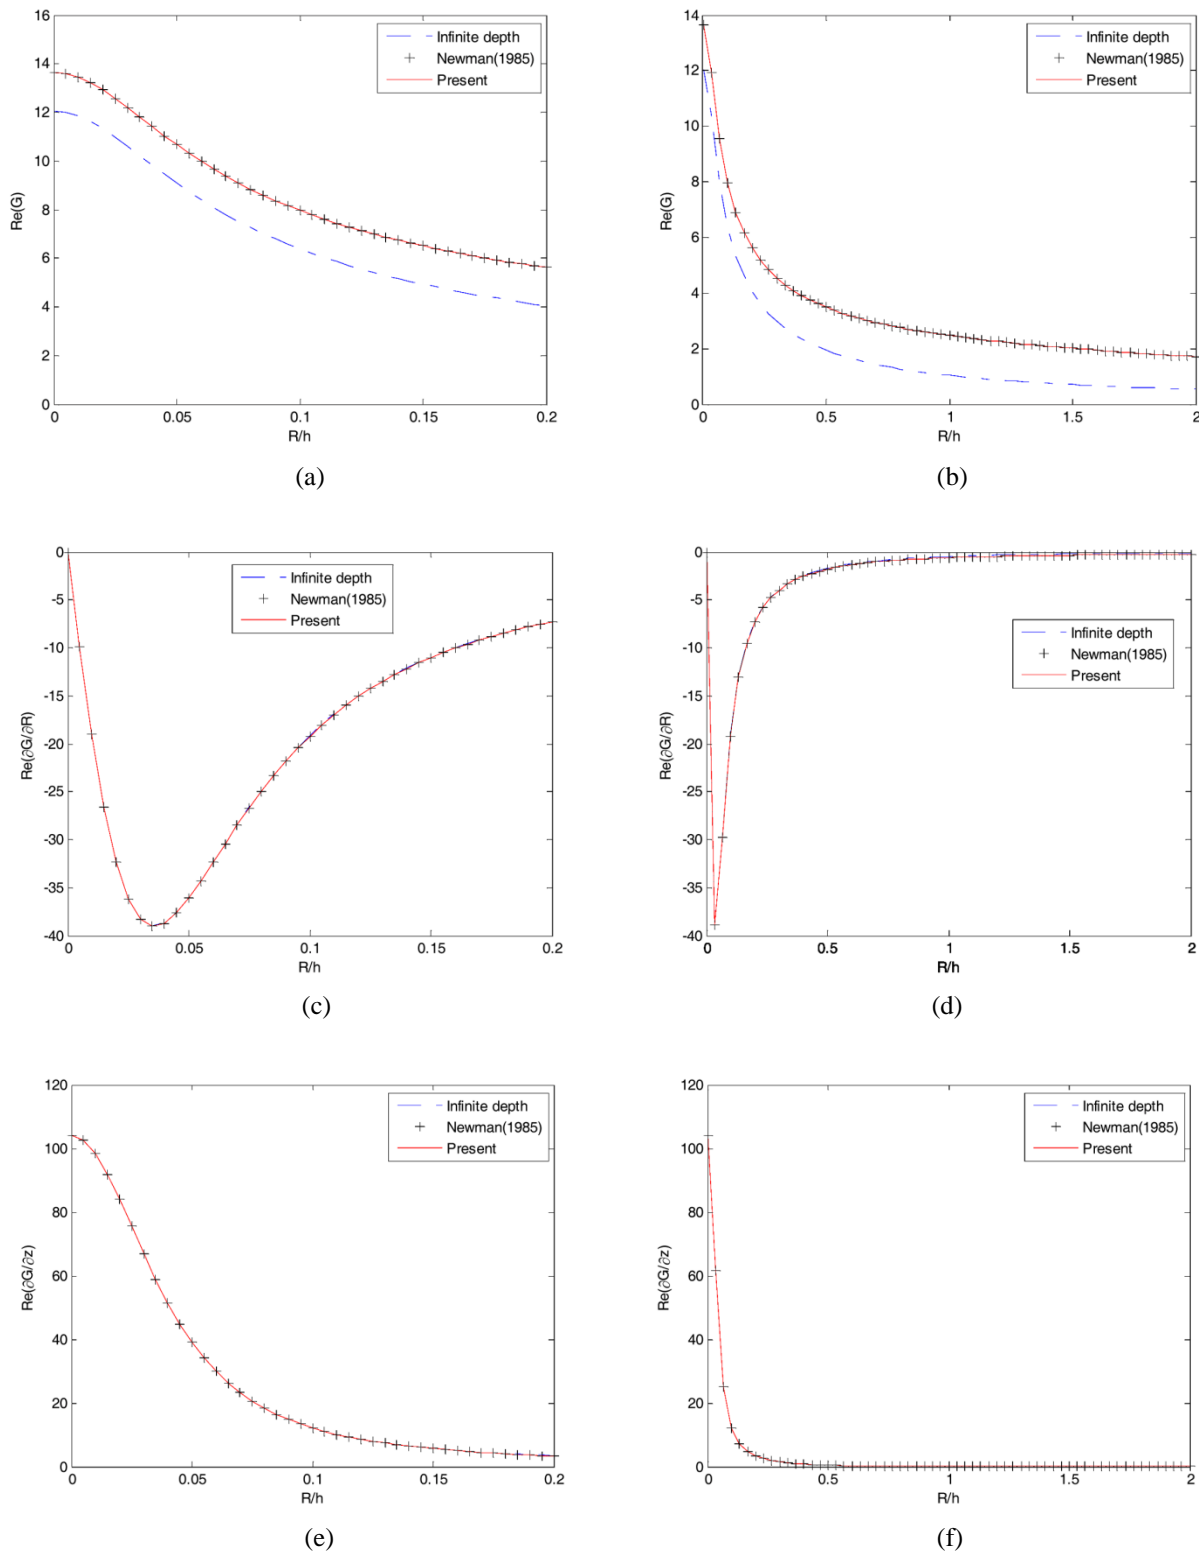 16
14
12
10
8
6
4
2
0
Re(G)
Infinite depth
Newman(1985)
Present
0
0.05
0.1
0.15
0.2
R/h
(a)
16
14
12
10
8
6
4
2
0
Re(G)
Infinite depth
Newman(1985)
Present
0
0.5
1
1.5
2
R/h
(b)
0
-5
-10
-15
-20
-25
-30
-35
-40
Re(∂G/∂R)
Infinite depth
Newman(1985)
Present
0
0.05
0.1
0.15
0.2
R/h
(c)
0
-5
-10
-15
-20
-25
-30
-35
-40
Re(∂G/∂R)
Infinite depth
Newman(1985)
Present
0
0.5
1
1.5
2
R/h
(d)
120
100
80
60
40
20
0
Re(∂G/∂z)
Infinite depth
Newman(1985)
Present
0
0.05
0.1
0.15
0.2
R/h
(e)
120
100
80
60
40
20
0
Re(∂G/∂z)
Infinite depth
Newman(1985)
Present
0
0.5
1
1.5
2
R/h
(f)